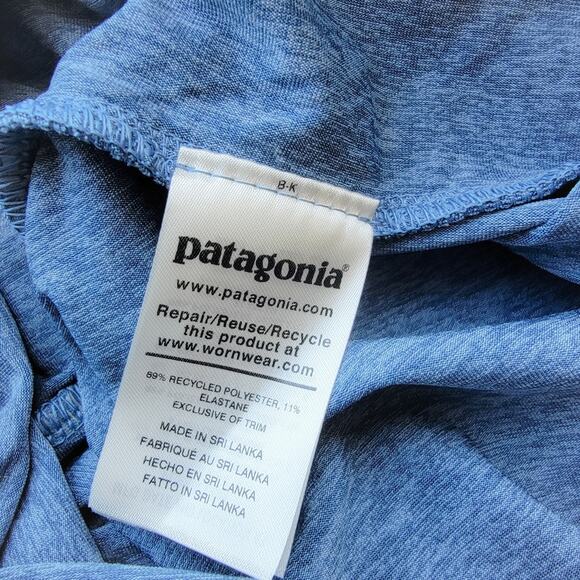 B-K
patagonia®
www.patagonia.com
Repair/Reuse/Recycle
this product at
www.wornwear.com
89% RECYCLED POLYESTER, 11%
ELASTANE
EXCLUSIVE OF TRIM
MADE IN SRI LANKA
FABRIQUÉ AU SRI LANKA
HECHO EN SRI LANKA
FATTO IN SRI LANKA